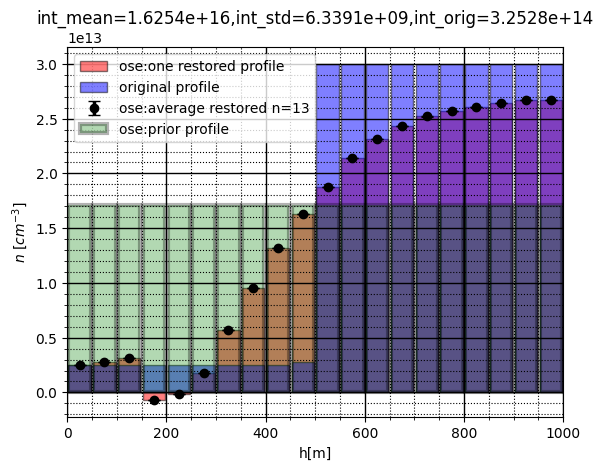 int_mean=1.6254e+16,int_std=6.3391e+09,int_orig=3.2528e+14
1e13
ose:one restored profile
original profile
ose:average restored n=13
ose:prior profile
3.0
2.5
2.0
1.5
1.0
0.5
0.0
n [cm⁻³]
0 200 400 600 800 1000
h[m]